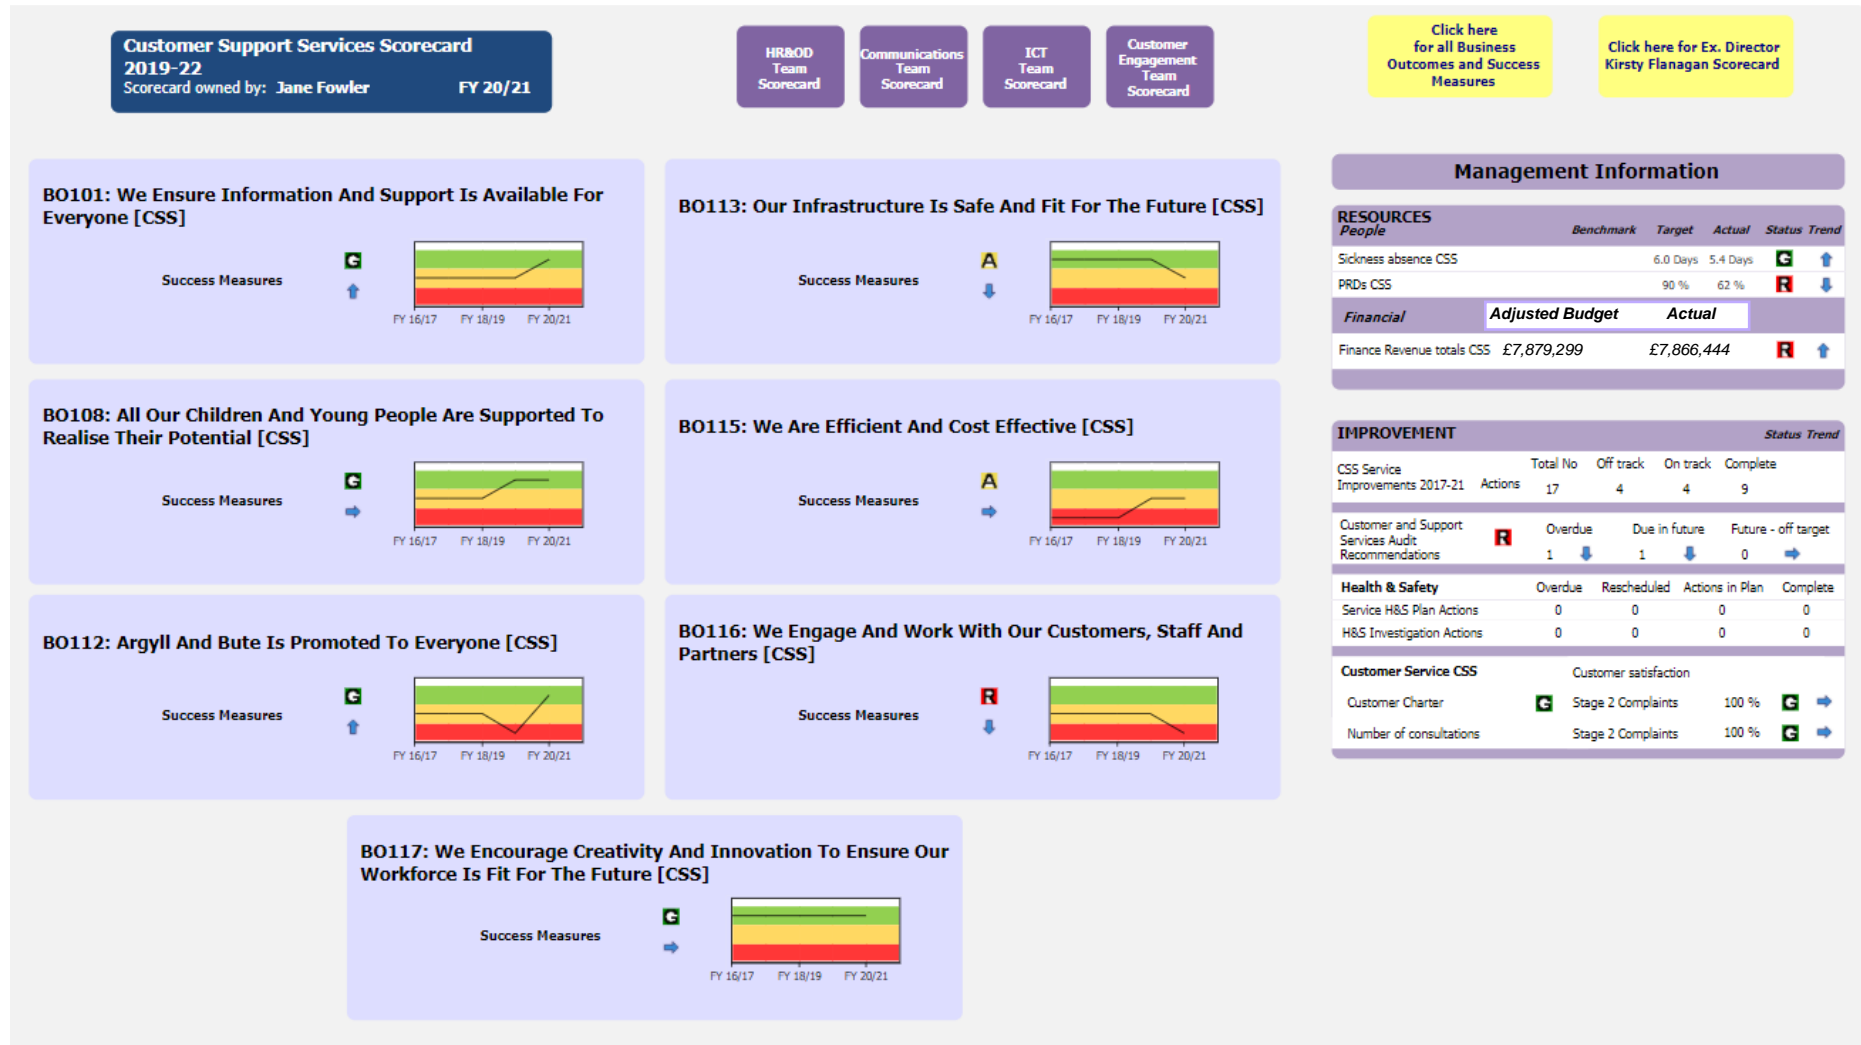 Customer Support Services Scorecard
2019-22
Scorecard owned by: Jane Fowler FY 20/21
HR&OD
Team
Scorecard
Communications
Team
Scorecard
ICT
Team
Scorecard
Customer
Engagement
Team
Scorecard
Click here
for all Business
Outcomes and Success
Measures
Click here for Ex. Director
Kirsty Flanagan Scorecard
BO101: We Ensure Information And Support Is Available For
Everyone [CSS]
Success Measures
G
FY 16/17 FY 18/19 FY 20/21
BO113: Our Infrastructure Is Safe And Fit For The Future [CSS]
Success Measures
A
FY 16/17 FY 18/19 FY 20/21
BO108: All Our Children And Young People Are Supported To
Realise Their Potential [CSS]
Success Measures
G
FY 16/17 FY 18/19 FY 20/21
BO115: We Are Efficient And Cost Effective [CSS]
Success Measures
A
FY 16/17 FY 18/19 FY 20/21
BO112: Argyll And Bute Is Promoted To Everyone [CSS]
Success Measures
G
FY 16/17 FY 18/19 FY 20/21
BO116: We Engage And Work With Our Customers, Staff And
Partners [CSS]
Success Measures
R
FY 16/17 FY 18/19 FY 20/21
BO117: We Encourage Creativity And Innovation To Ensure Our
Workforce Is Fit For The Future [CSS]
Success Measures
G
FY 16/17 FY 18/19 FY 20/21
Management Information
RESOURCES
People Benchmark Target Actual Status Trend
Sickness absence CSS 6.0 Days 5.4 Days G
PRDs CSS 90 % 62 % R
Financial Adjusted Budget Actual
Finance Revenue totals CSS £7,879,299 £7,866,444 R
IMPROVEMENT Status Trend
CSS Service
Improvements 2017-21 Actions
Total No Off track On track Complete
17 4 4 9
Customer and Support
Services Audit
Recommendations
R
Overdue Due in future Future - off target
1 1 0
Health & Safety Overdue Rescheduled Actions in Plan Complete
Service H&S Plan Actions 0 0 0 0
H&S Investigation Actions 0 0 0 0
Customer Service CSS Customer satisfaction
Customer Charter G Stage 2 Complaints 100 % G
Number of consultations Stage 2 Complaints 100 % G